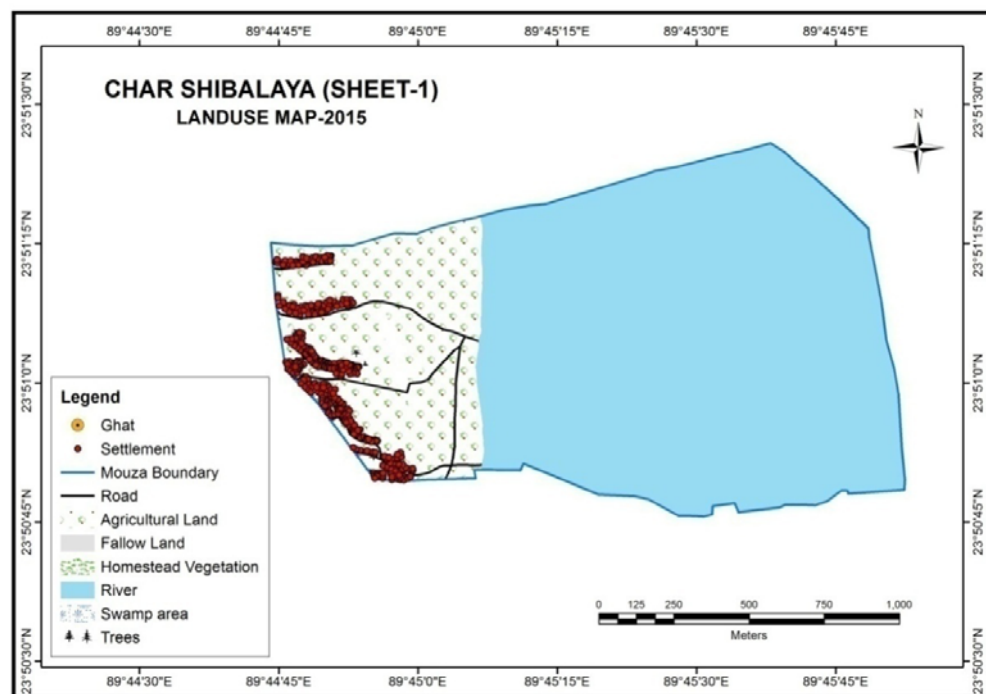 89°44'30"E 89°44'45"E 89°45'0"E 89°45'15"E 89°45'30"E 89°45'45"E
CHAR SHIBALAYA (SHEET-1)
LANDUSE MAP-2015
N
23°51'30"N 23°51'30"N
23°51'15"N 23°51'15"N
23°51'0"N 23°51'0"N
23°50'45"N 23°50'45"N
23°50'30"N 23°50'30"N
Legend
Ghat
Settlement
Mouza Boundary
Road
Agricultural Land
Fallow Land
Homestead Vegetation
River
Swamp area
Trees
0 125 250 500 750 1,000
Meters
89°44'30"E 89°44'45"E 89°45'0"E 89°45'15"E 89°45'30"E 89°45'45"E